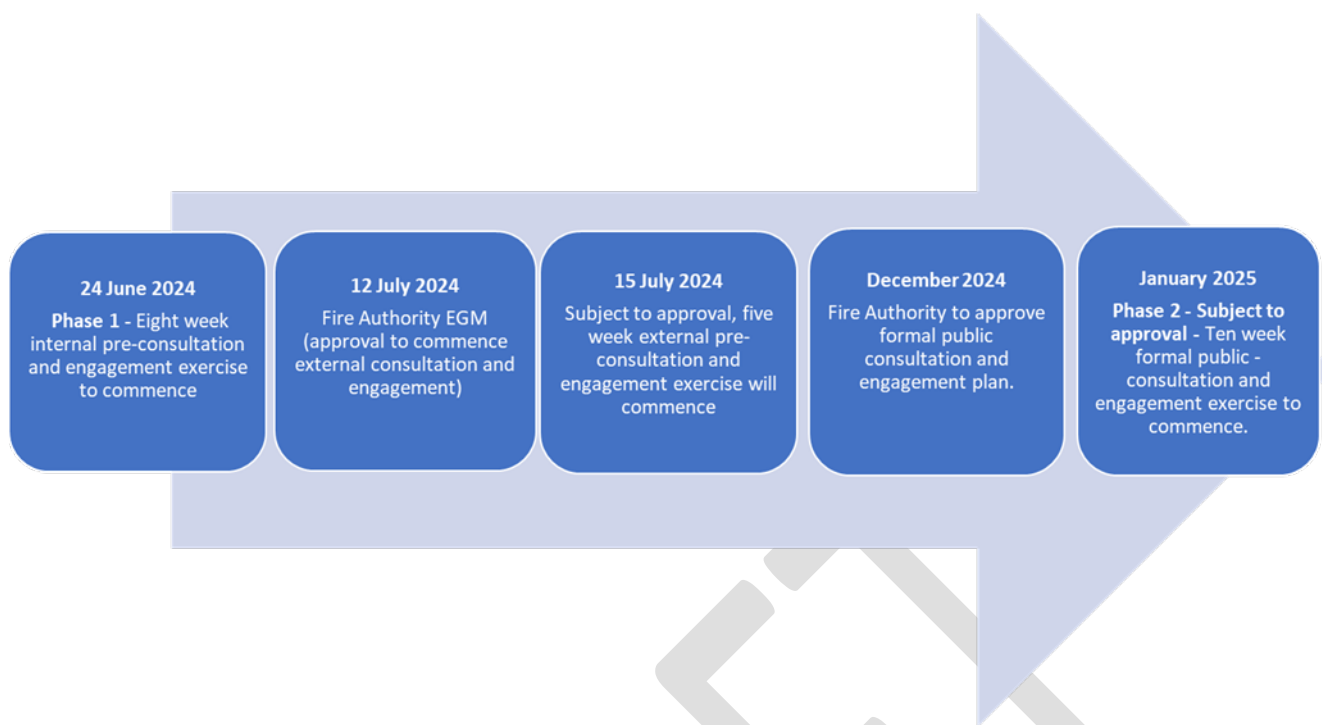 24 June 2024
Phase 1 - Eight week
internal pre-consultation
and engagement exercise
to commence
12 July 2024
Fire Authority EGM
(approval to commence
external consultation and
engagement)
15 July 2024
Subject to approval, five
week external pre-
consultation and
engagement exercise will
commence
December 2024
Fire Authority to approve
formal public
consultation and
engagement plan.
January 2025
Phase 2 - Subject to
approval - Ten week
formal public -
consultation and
engagement exercise to
commence.